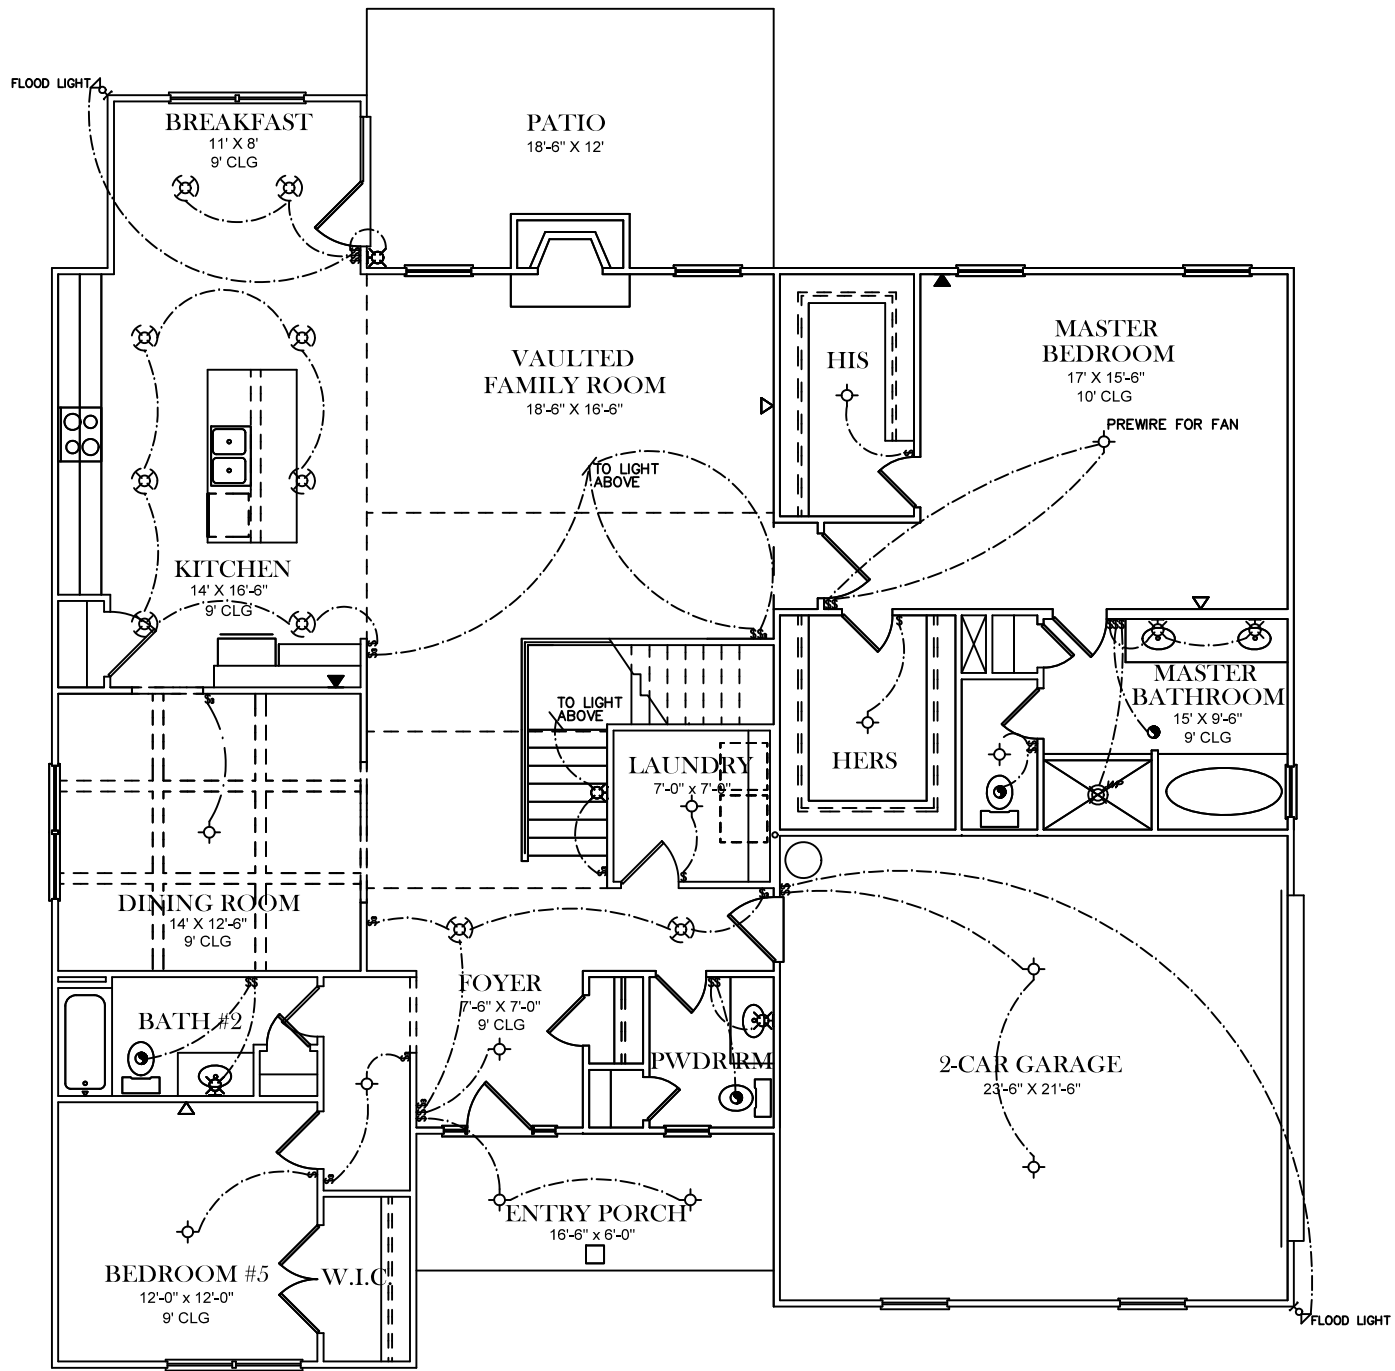 FLOOD LIGHT
BREAKFAST
11' X 8'
9' CLG
PATIO
18'-6" X 12'
VAULTED
FAMILY ROOM
18'-6" X 16'-6"
HIS
MASTER
BEDROOM
17' X 15'-6"
10' CLG
PREWIRE FOR FAN
TO LIGHT
ABOVE
KITCHEN
14' X 16'-6"
9' CLG
TO LIGHT
ABOVE
MASTER
BATHROOM
15' X 9'-6"
9' CLG
LAUNDRY
7'-0" x 7'-0"
HERS
WP
DINING ROOM
14' X 12'-6"
9' CLG
FOYER
7'-6" X 7'-0"
9' CLG
BATH #2
PWDR RM
2-CAR GARAGE
23'-6" X 21'-6"
ENTRY PORCH
16'-6" x 6'-0"
BEDROOM #5
12'-0" x 12'-0"
9' CLG
W.I.C.
FLOOD LIGHT